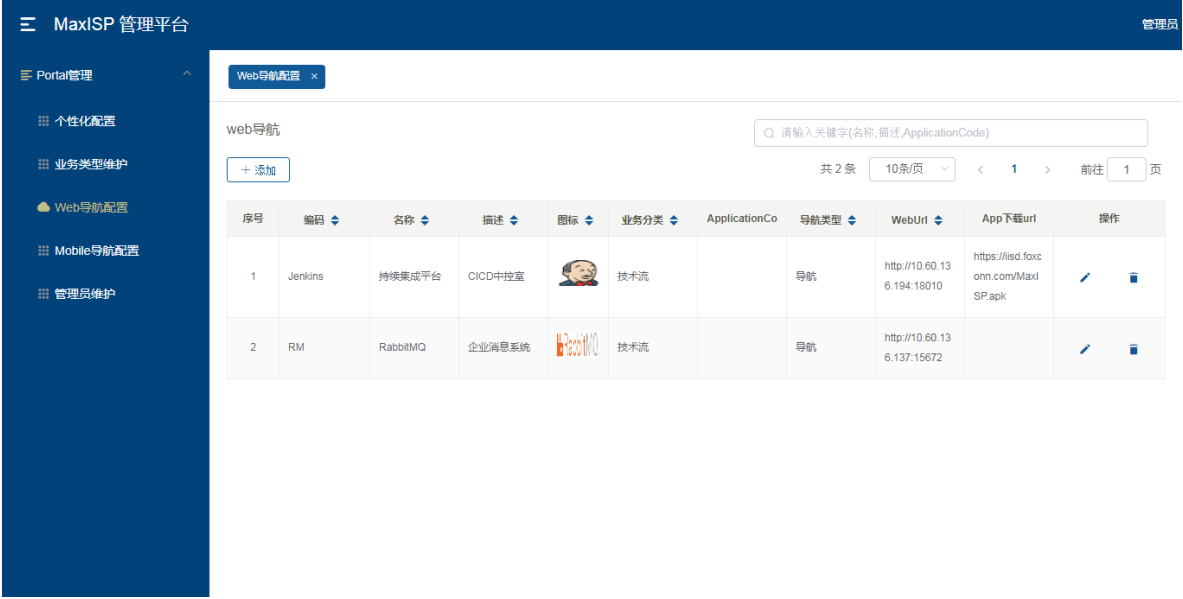 MaxISP 管理平台
管理员
Portal管理
Web导航配置 ×
个性化配置
web导航
请输入关键字(名称,描述,ApplicationCode)
业务类型维护
+ 添加
共 2 条
10条/页
1
前往 1 页
Web导航配置
序号 编码 名称 描述 图标 业务分类 ApplicationCo 导航类型 WebUrl App下载url 操作
Mobile导航配置
管理员维护
1 Jenkins 持续集成平台 CICD中控室 技术流 导航
http://10.60.13
6.194:18010
https://iisd.foxc
onn.com/MaxI
SP.apk
2 RM RabbitMQ 企业消息系统 RabbitMQ 技术流 导航
http://10.60.13
6.137:15672